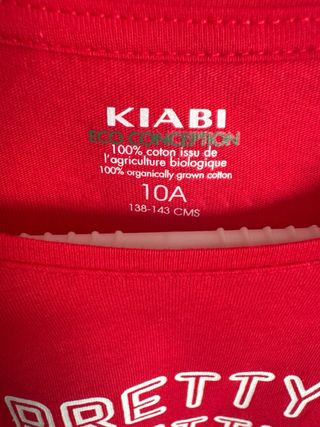 KIABI
ECO CONCEPTION
100% coton issu de
l'agriculture biologique
100% organically grown cotton
10A
138-143 CMS
PRETTY